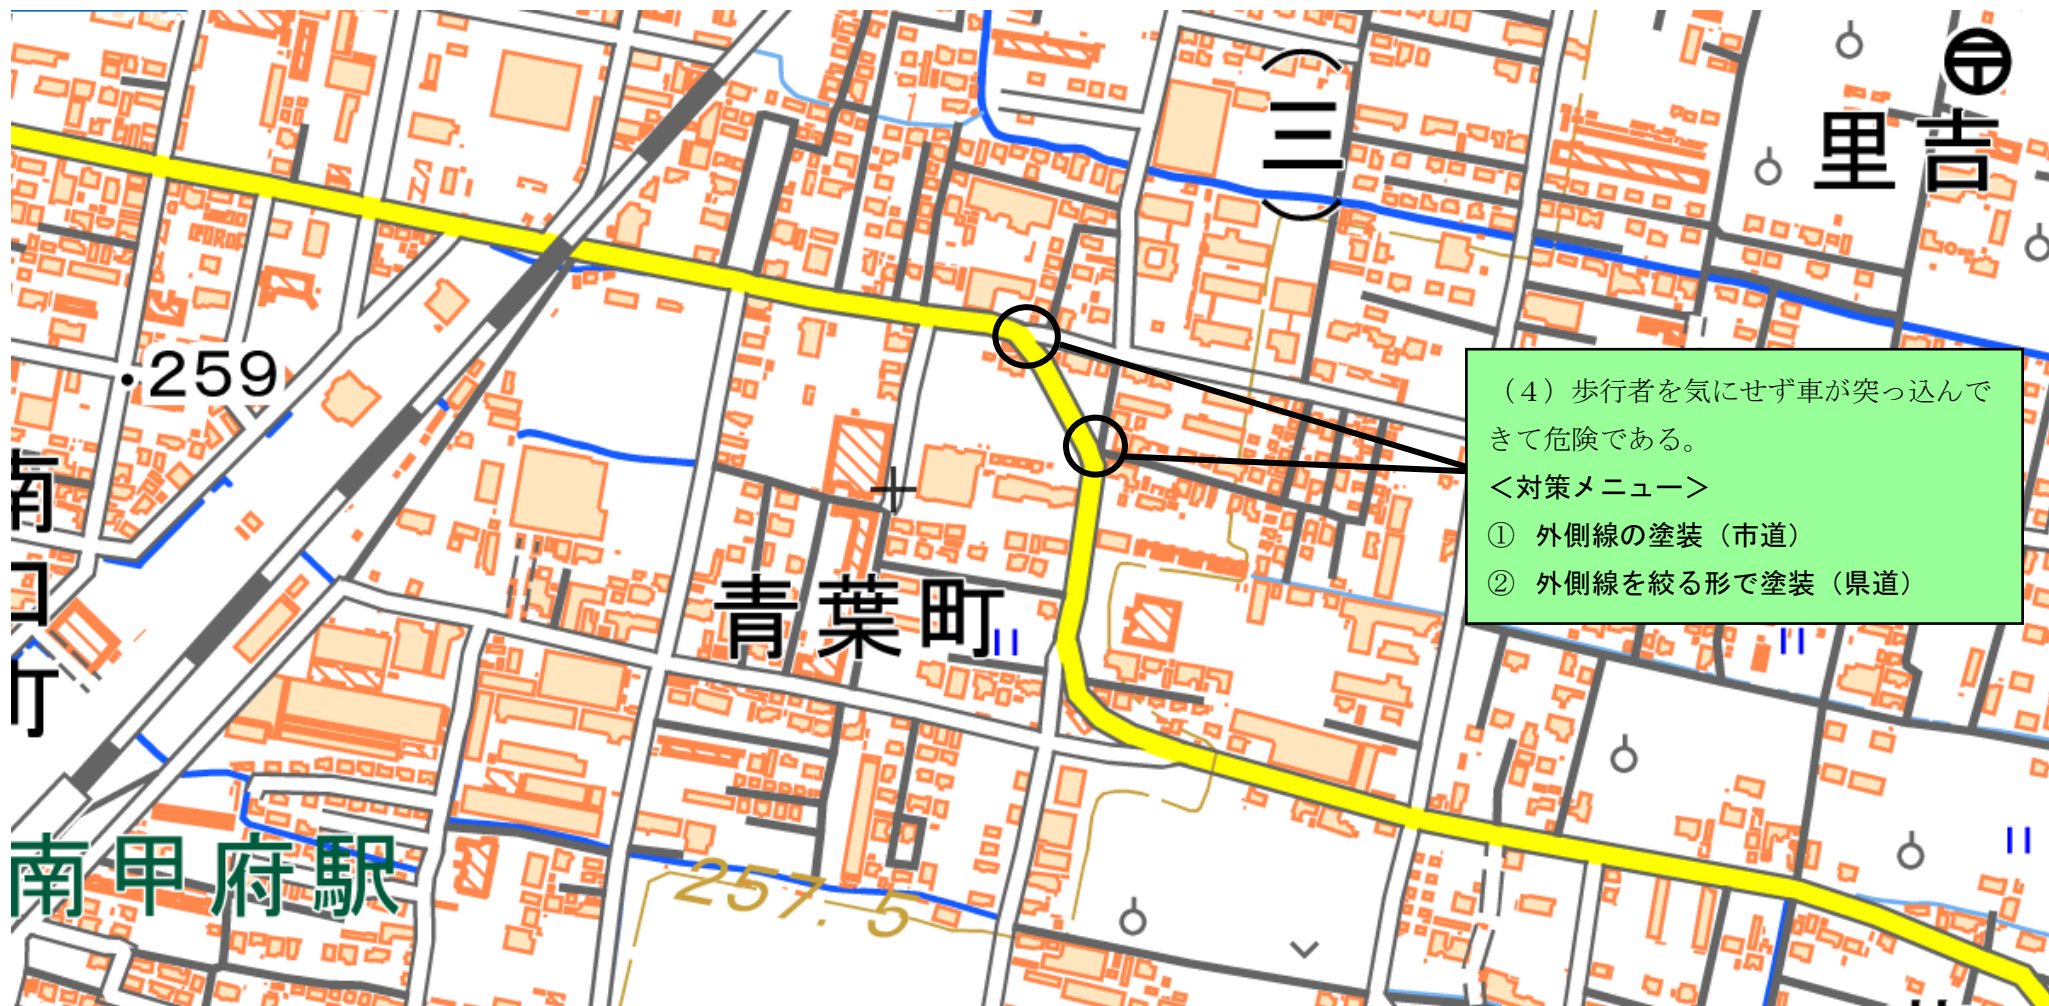 三
里吉
・259
南
口
町
青葉町
南甲府駅
257.5
（4）歩行者を気にせず車が突っ込んで
きて危険である。
＜対策メニュー＞
① 外側線の塗装（市道）
② 外側線を絞る形で塗装（県道）